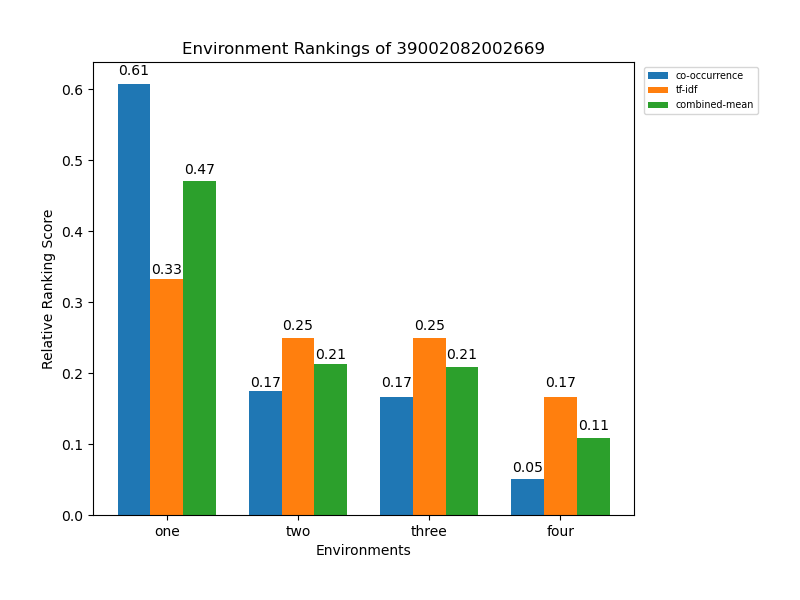 Environment Rankings of 39002082002669
co-occurrence
tf-idf
combined-mean
Relative Ranking Score
0.6
0.5
0.4
0.3
0.2
0.1
0.0
0.61
0.33
0.47
0.17
0.25
0.21
0.17
0.25
0.21
0.05
0.17
0.11
one two three four
Environments